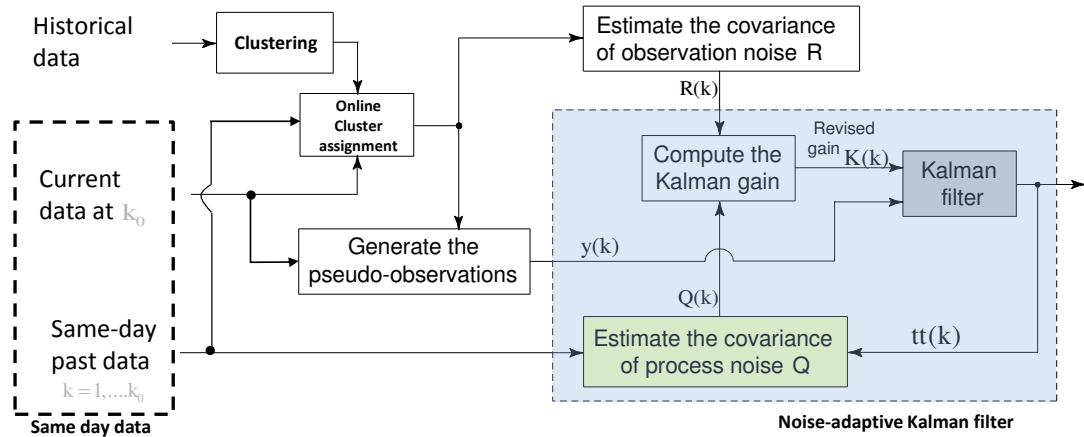 Historical
data
Clustering
Online
Cluster
assignment
Estimate the covariance
of observation noise R
R(k)
Compute the
Kalman gain
Revised
gain K(k)
Kalman
filter
Current
data at k₀
Generate the
pseudo-observations
y(k)
Q(k)
Same-day
past data
k = 1,....k₀
Estimate the covariance
of process noise Q
tt(k)
Same day data
Noise-adaptive Kalman filter